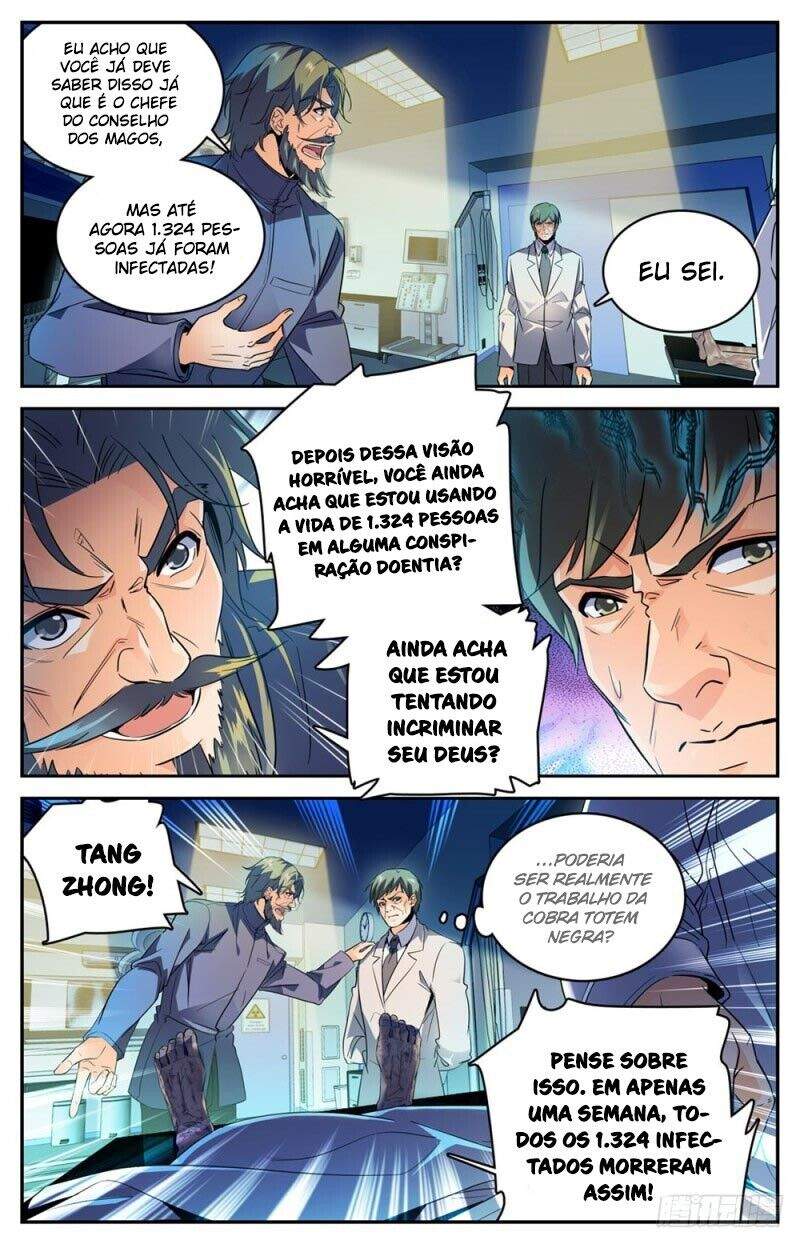 EU ACHO QUE
VOCÊ JÁ DEVE
SABER DISSO JÁ
QUE É O CHEFE
DO CONSELHO
DOS MAGOS,
MAS ATÉ
AGORA 1.324 PES-
SOAS JÁ FORAM
INFECTADAS!
EU SEI.
DEPOIS DESSA VISÃO
HORRÍVEL, VOCÊ AINDA
ACHA QUE ESTOU USANDO
A VIDA DE 1.324 PESSOAS
EM ALGUMA CONSPI-
RAÇÃO DOENTIA?
AINDA ACHA
QUE ESTOU
TENTANDO
INCRIMINAR
SEU DEUS?
TANG
ZHONG!
...PODERIA
SER REALMENTE
O TRABALHO DA
COBRA TOTEM
NEGRA?
PENSE SOBRE
ISSO. EM APENAS
UMA SEMANA, TO-
DOS OS 1.324 INFEC-
TADOS MORRERAM
ASSIM!